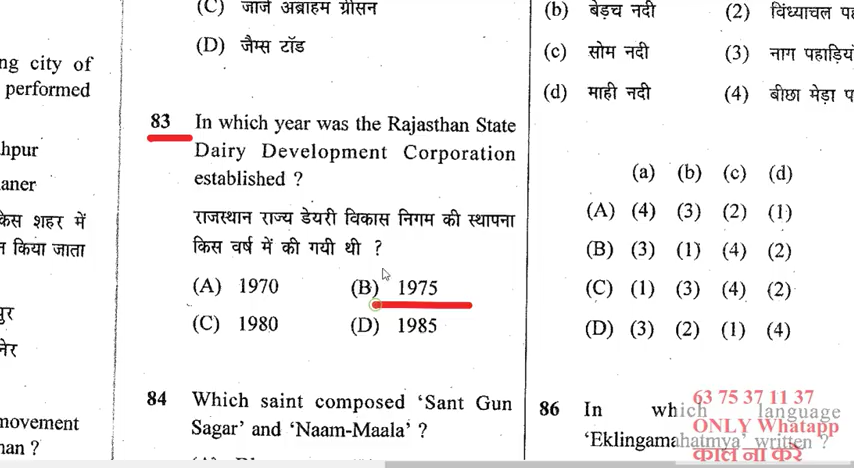 ng city of
performed
hpur
aner
केस शहर में
न किया जाता
पुर
नेर
movement
nan ?
(C) जॉर्ज अब्राहम ग्रीसन
(D) जैम्स टॉड
83 In which year was the Rajasthan State
Dairy Development Corporation
established ?
राजस्थान राज्य डेयरी विकास निगम की स्थापना
किस वर्ष में की गयी थी ?
(A) 1970 (B) 1975
(C) 1980 (D) 1985
84 Which saint composed ‘Sant Gun
Sagar’ and ‘Naam-Maala’ ?
(b) बेड़च नदी (2) विंध्याचल प
(c) सोम नदी (3) नाग पहाड़िय
(d) माही नदी (4) बीछा मेड़ा प
(a) (b) (c) (d)
(A) (4) (3) (2) (1)
(B) (3) (1) (4) (2)
(C) (1) (3) (4) (2)
(D) (3) (2) (1) (4)
86 In which language
‘Eklingamahatmya’ written ?
63 75 37 11 37
ONLY Whatapp
काल ना करे